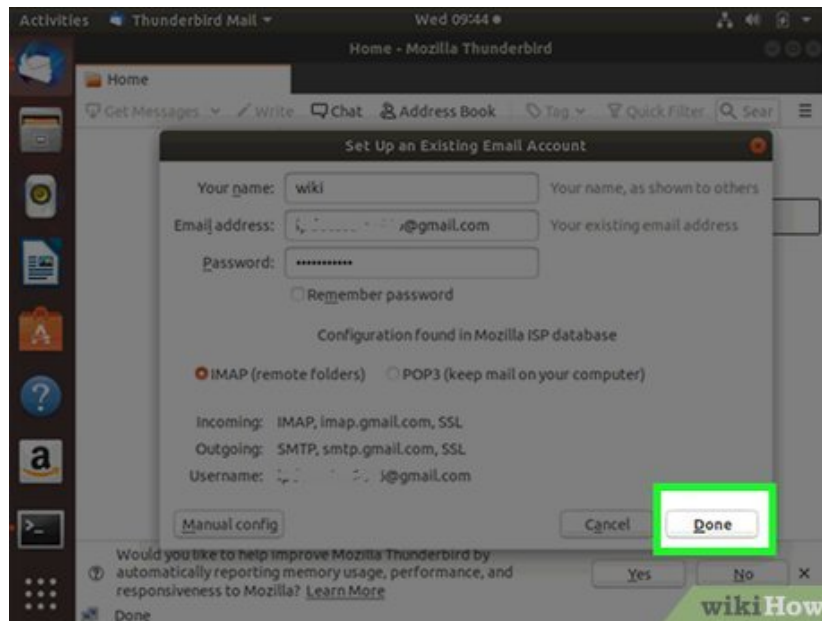 Activities Thunderbird Mail Wed 09:44
Home - Mozilla Thunderbird
Home
Get Messages Write Chat Address Book Tag Quick Filter Sear
Set Up an Existing Email Account
Your name: wiki Your name, as shown to others
Email address: @gmail.com Your existing email address
Password: •••••••••••
Remember password
Configuration found in Mozilla ISP database
IMAP (remote folders) POP3 (keep mail on your computer)
Incoming: IMAP, imap.gmail.com, SSL
Outgoing: SMTP, smtp.gmail.com, SSL
Username: @gmail.com
Manual config Cancel Done
Would you like to help improve Mozilla Thunderbird by
automatically reporting memory usage, performance, and
responsiveness to Mozilla? Learn More Yes No
Done
wikiHow